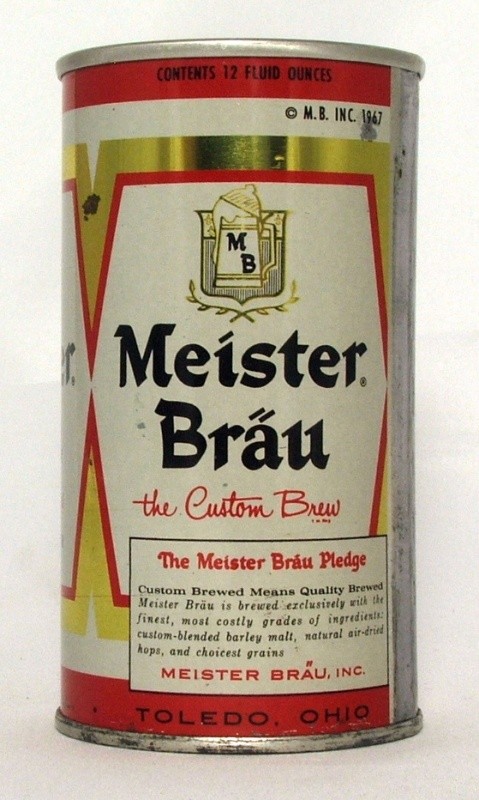 CONTENTS 12 FLUID OUNCES
© M.B. INC. 1967
M
B
Meister®
Bräu
the Custom Brew
The Meister Bräu Pledge
Custom Brewed Means Quality Brewed
Meister Bräu is brewed exclusively with the
finest, most costly grades of ingredients:
custom-blended barley malt, natural air-dried
hops, and choicest grains
MEISTER BRÄU, INC.
TOLEDO, OHIO
r®